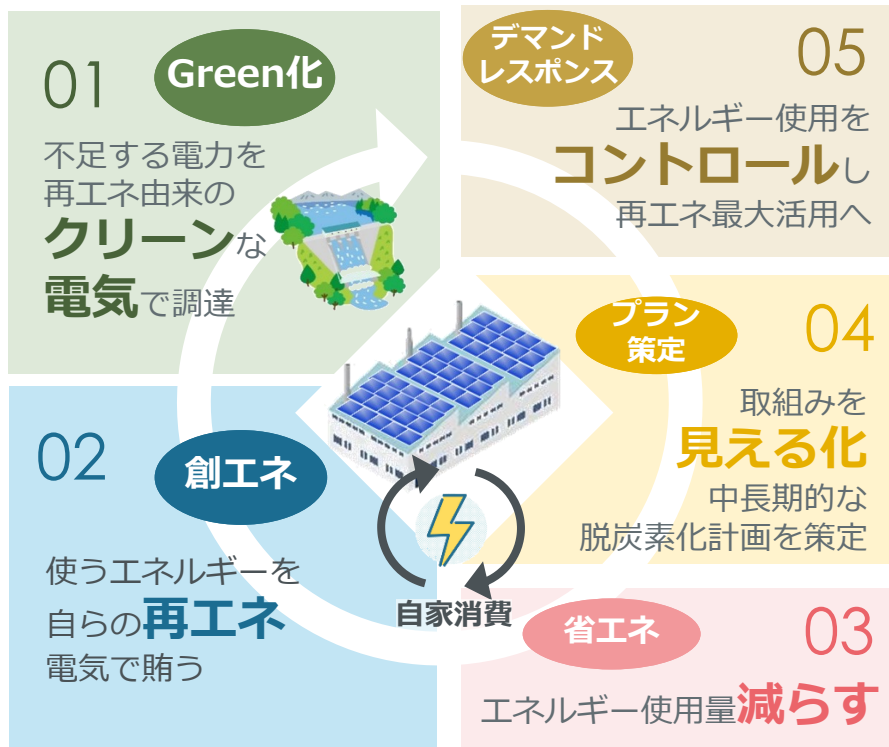 01
Green化
不足する電力を
再エネ由来の
クリーンな
電気で調達
02
創エネ
使うエネルギーを
自らの再エネ
電気で賄う
自家消費
03
省エネ
エネルギー使用量減らす
04
プラン
策定
取組みを
見える化
中長期的な
脱炭素化計画を策定
05
デマンド
レスポンス
エネルギー使用を
コントロールし
再エネ最大活用へ